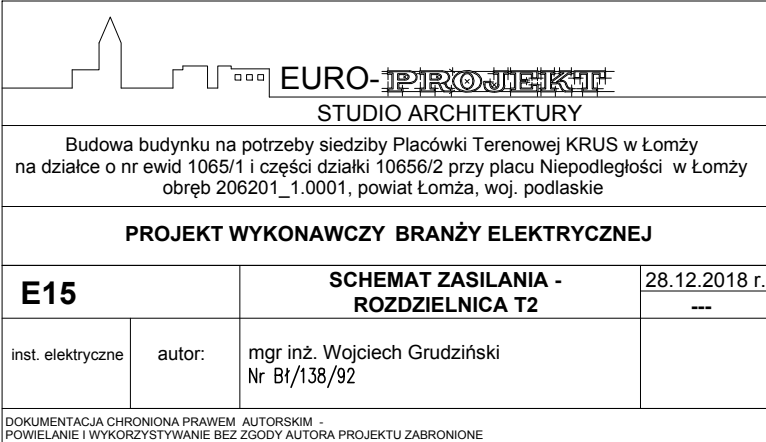 EURO-PROJEKT
STUDIO ARCHITEKTURY
Budowa budynku na potrzeby siedziby Placówki Terenowej KRUS w Łomży
na działce o nr ewid 1065/1 i części działki 10656/2 przy placu Niepodległości w Łomży
obręb 206201_1.0001, powiat Łomża, woj. podlaskie
PROJEKT WYKONAWCZY BRANŻY ELEKTRYCZNEJ
E15
SCHEMAT ZASILANIA -
ROZDZIELNICA T2
28.12.2018 r.
---
inst. elektryczne
autor:
mgr inż. Wojciech Grudziński
Nr Bł/138/92
DOKUMENTACJA CHRONIONA PRAWEM AUTORSKIM -
POWIELANIE I WYKORZYSTYWANIE BEZ ZGODY AUTORA PROJEKTU ZABRONIONE